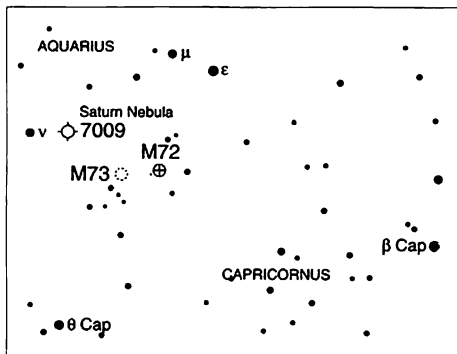 AQUARIUS
μ
ε
Saturn Nebula
ν
7009
M72
M73
β Cap
CAPRICORNUS
θ Cap